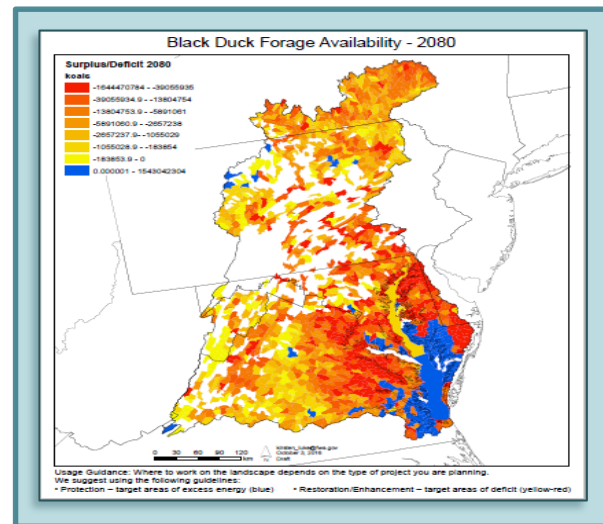 Black Duck Forage Availability - 2080
Surplus/Deficit 2080
kcals
-1644470784 - -39055935
-39055934.9 - -13804754
-13804753.9 - -5891061
-5891060.9 - -2657238
-2657237.9 - -1055029
-1055028.9 - -183854
-183853.9 - 0
0.000001 - 1543042304
0 30 60 90 120
km
October 3, 2016
Draft
Usage Guidance: Where to work on the landscape depends on the type of project you are planning.
We suggest using the following guidelines:
• Protection – target areas of excess energy (blue) • Restoration/Enhancement – target areas of deficit (yellow-red)